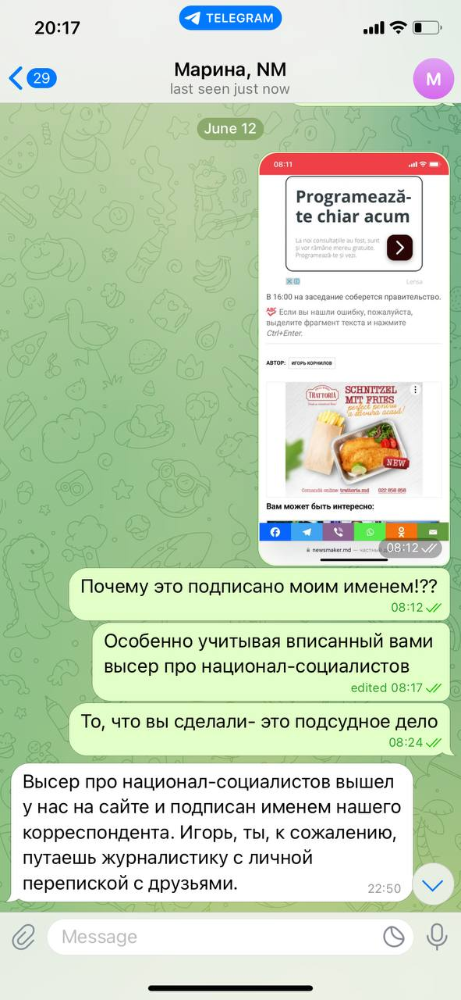 20:17
TELEGRAM
29
Марина, NM
last seen just now
M
June 12
08:11
Programează-
te chiar acum
La noi consultațiile au fost, sunt
și vor rămâne mereu gratuite.
Programează-te și vezi.
Lensa
В 16:00 на заседание соберется правительство.
ABC Если вы нашли ошибку, пожалуйста,
выделите фрагмент текста и нажмите
Ctrl+Enter.
АВТОР: ИГОРЬ КОРНИЛОВ
TRATTORIA
SCHNITZEL
MIT FRIES
perfect pentru
a savura acasă!
NEW
Comandă online: trattoria.md 022 858 858
Вам может быть интересно:
newsmaker.md — частный
08:12
Почему это подписано моим именем!??
08:12
Особенно учитывая вписанный вами
высер про национал-социалистов
edited 08:17
То, что вы сделали- это подсудное дело
08:24
Высер про национал-социалистов вышел
у нас на сайте и подписан именем нашего
корреспондента. Игорь, ты, к сожалению,
путаешь журналистику с личной
перепиской с друзьями.
22:50
Message